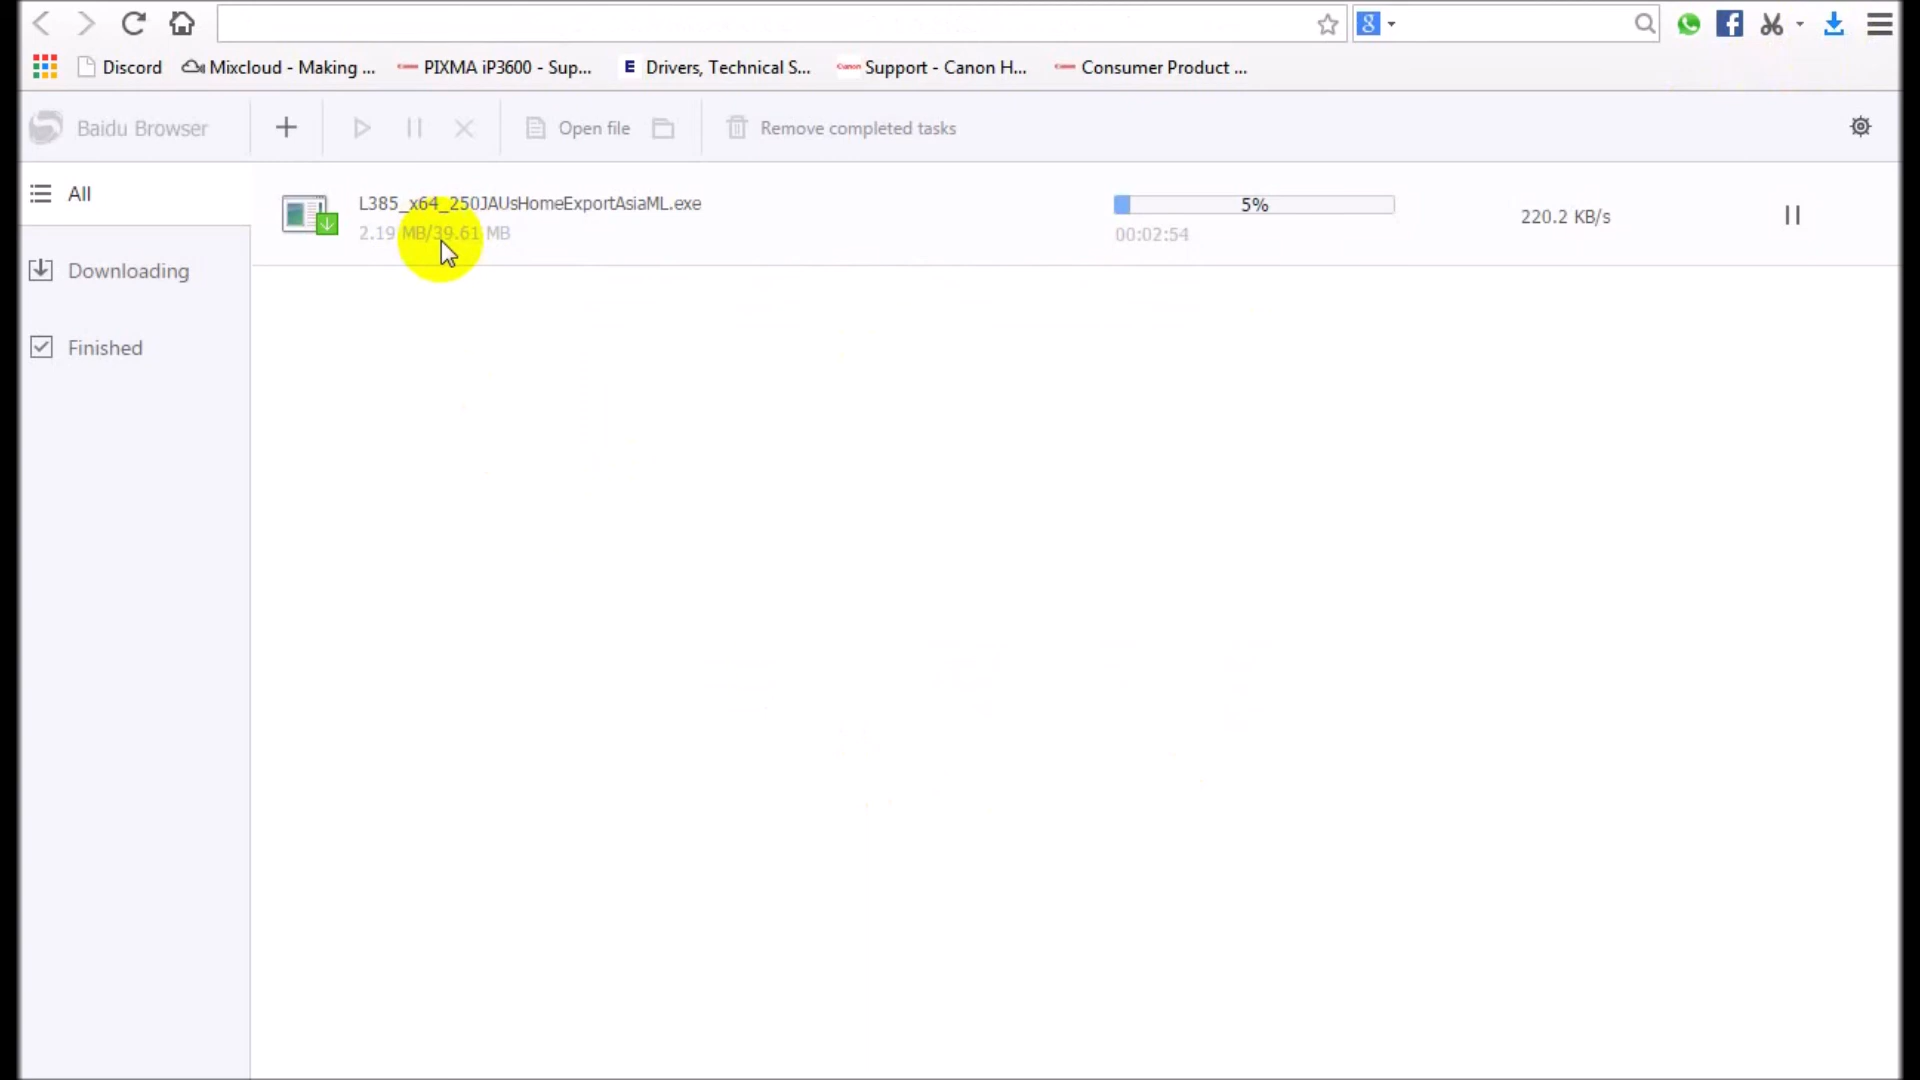 g
Discord
Mixcloud - Making ...
PIXMA iP3600 - Sup...
E Drivers, Technical S...
Canon Support - Canon H...
Consumer Product ...
Baidu Browser
Open file
Remove completed tasks
All
L385_x64_250JAUsHomeExportAsiaML.exe
5%
220.2 KB/s
2.19 MB/39.61 MB
00:02:54
Downloading
Finished